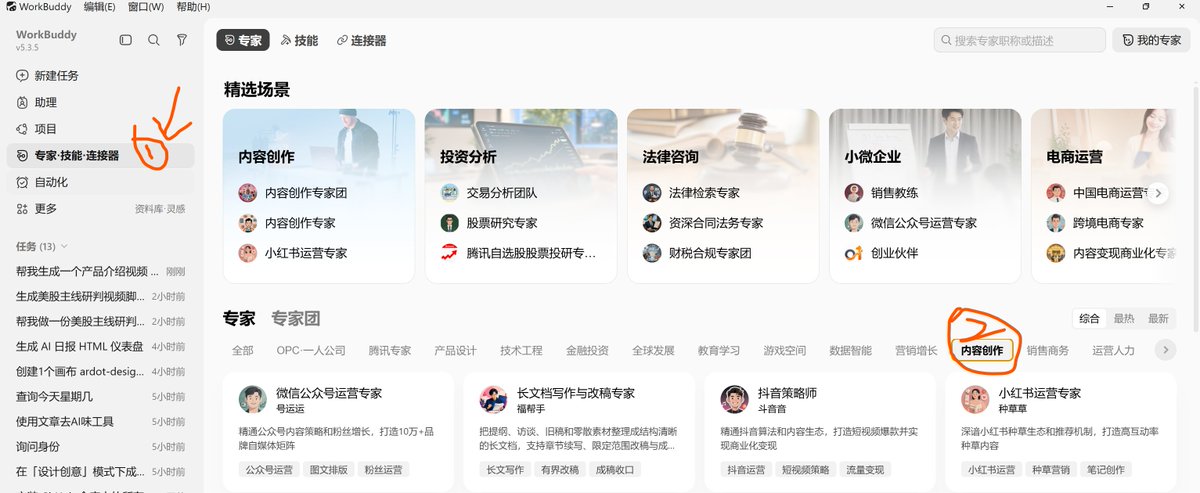 WorkBuddy 编辑(E) 窗口(W) 帮助(H)
WorkBuddy
v5.3.5
新建任务
助理
项目
专家·技能·连接器
1
自动化
更多 资料库·灵感
任务 (13)
帮我生成一个产品介绍视频 ... 刚刚
生成美股主线研判视频脚... 2小时前
帮我做一份美股主线研判... 2小时前
生成 AI 日报 HTML 仪表盘 4小时前
创建1个画布 ardot-desig... 2小时前
查询今天星期几 5小时前
使用文章去AI味工具 5小时前
询问身份 5小时前
在「设计创意」模式下成... 5小时前
专家 技能 连接器
搜索专家职称或描述
我的专家
精选场景
内容创作
内容创作专家团
内容创作专家
小红书运营专家
投资分析
交易分析团队
股票研究专家
腾讯自选股股票投研专...
法律咨询
法律检索专家
资深合同法务专家
财税合规专家团
小微企业
销售教练
微信公众号运营专家
创业伙伴
电商运营
中国电商运营专
跨境电商专家
内容变现商业化专家
专家 专家团
综合 最热 最新
2
全部 OPC·一人公司 腾讯专家 产品设计 技术工程 金融投资 全球发展 教育学习 游戏空间 数据智能 营销增长 内容创作 销售商务 运营人力
微信公众号运营专家
号运运
精通公众号内容策略和粉丝增长，打造10万+品
牌自媒体矩阵
公众号运营 图文排版 粉丝运营
长文档写作与改稿专家
福帮手
把提纲、访谈、旧稿和零散素材整理成结构清晰
的长文档，支持章节续写、限定范围改稿与成...
长文写作 有界改稿 成稿收口
抖音策略师
斗音音
精通抖音算法和内容生态，打造短视频爆款并实
现商业化变现
抖音运营 短视频策略 流量变现
小红书运营专家
种草草
深谙小红书种草生态和推荐机制，打造高互动率
种草内容
小红书运营 种草营销 笔记创作